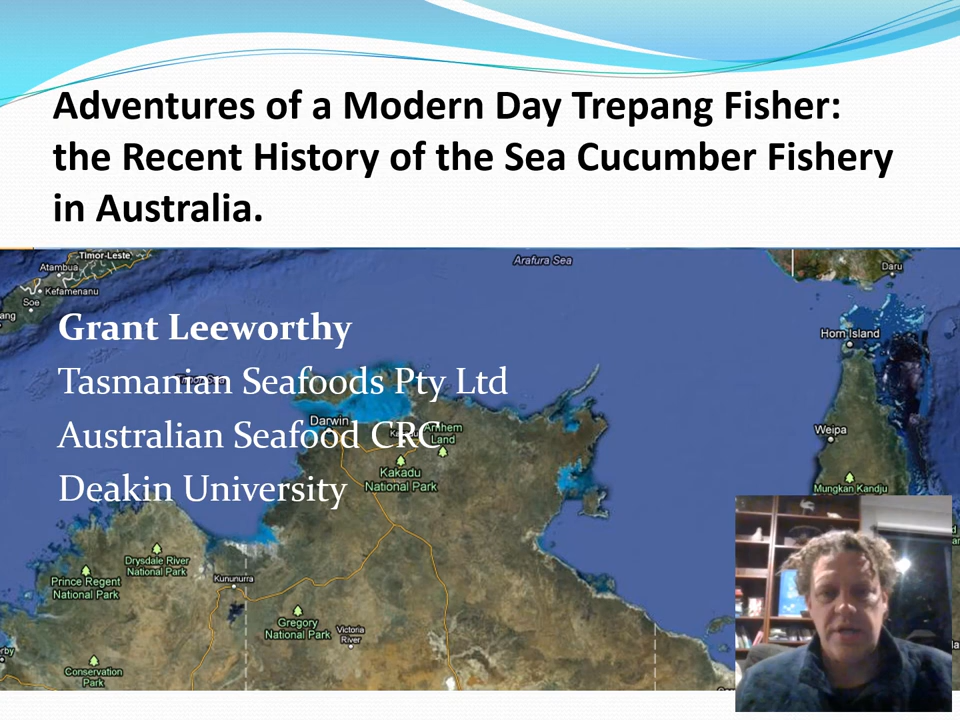 Adventures of a Modern Day Trepang Fisher:
the Recent History of the Sea Cucumber Fishery
in Australia.
Timor-Leste
Atambua
Kefamenanu
Soe
ang
Arafura Sea
Daru
Horn Island
Grant Leeworthy
Tasmanian Seafoods Pty Ltd
Darwin
Australian Seafood CRC
Arnhem
Land
Weipa
Kakadu
National Park
Deakin University
Mungkan Kandju
Drysdale River
National Park
Prince Regent
National Park
Kununurra
Gregory
National Park
Victoria
River
rby
Conservation
Park